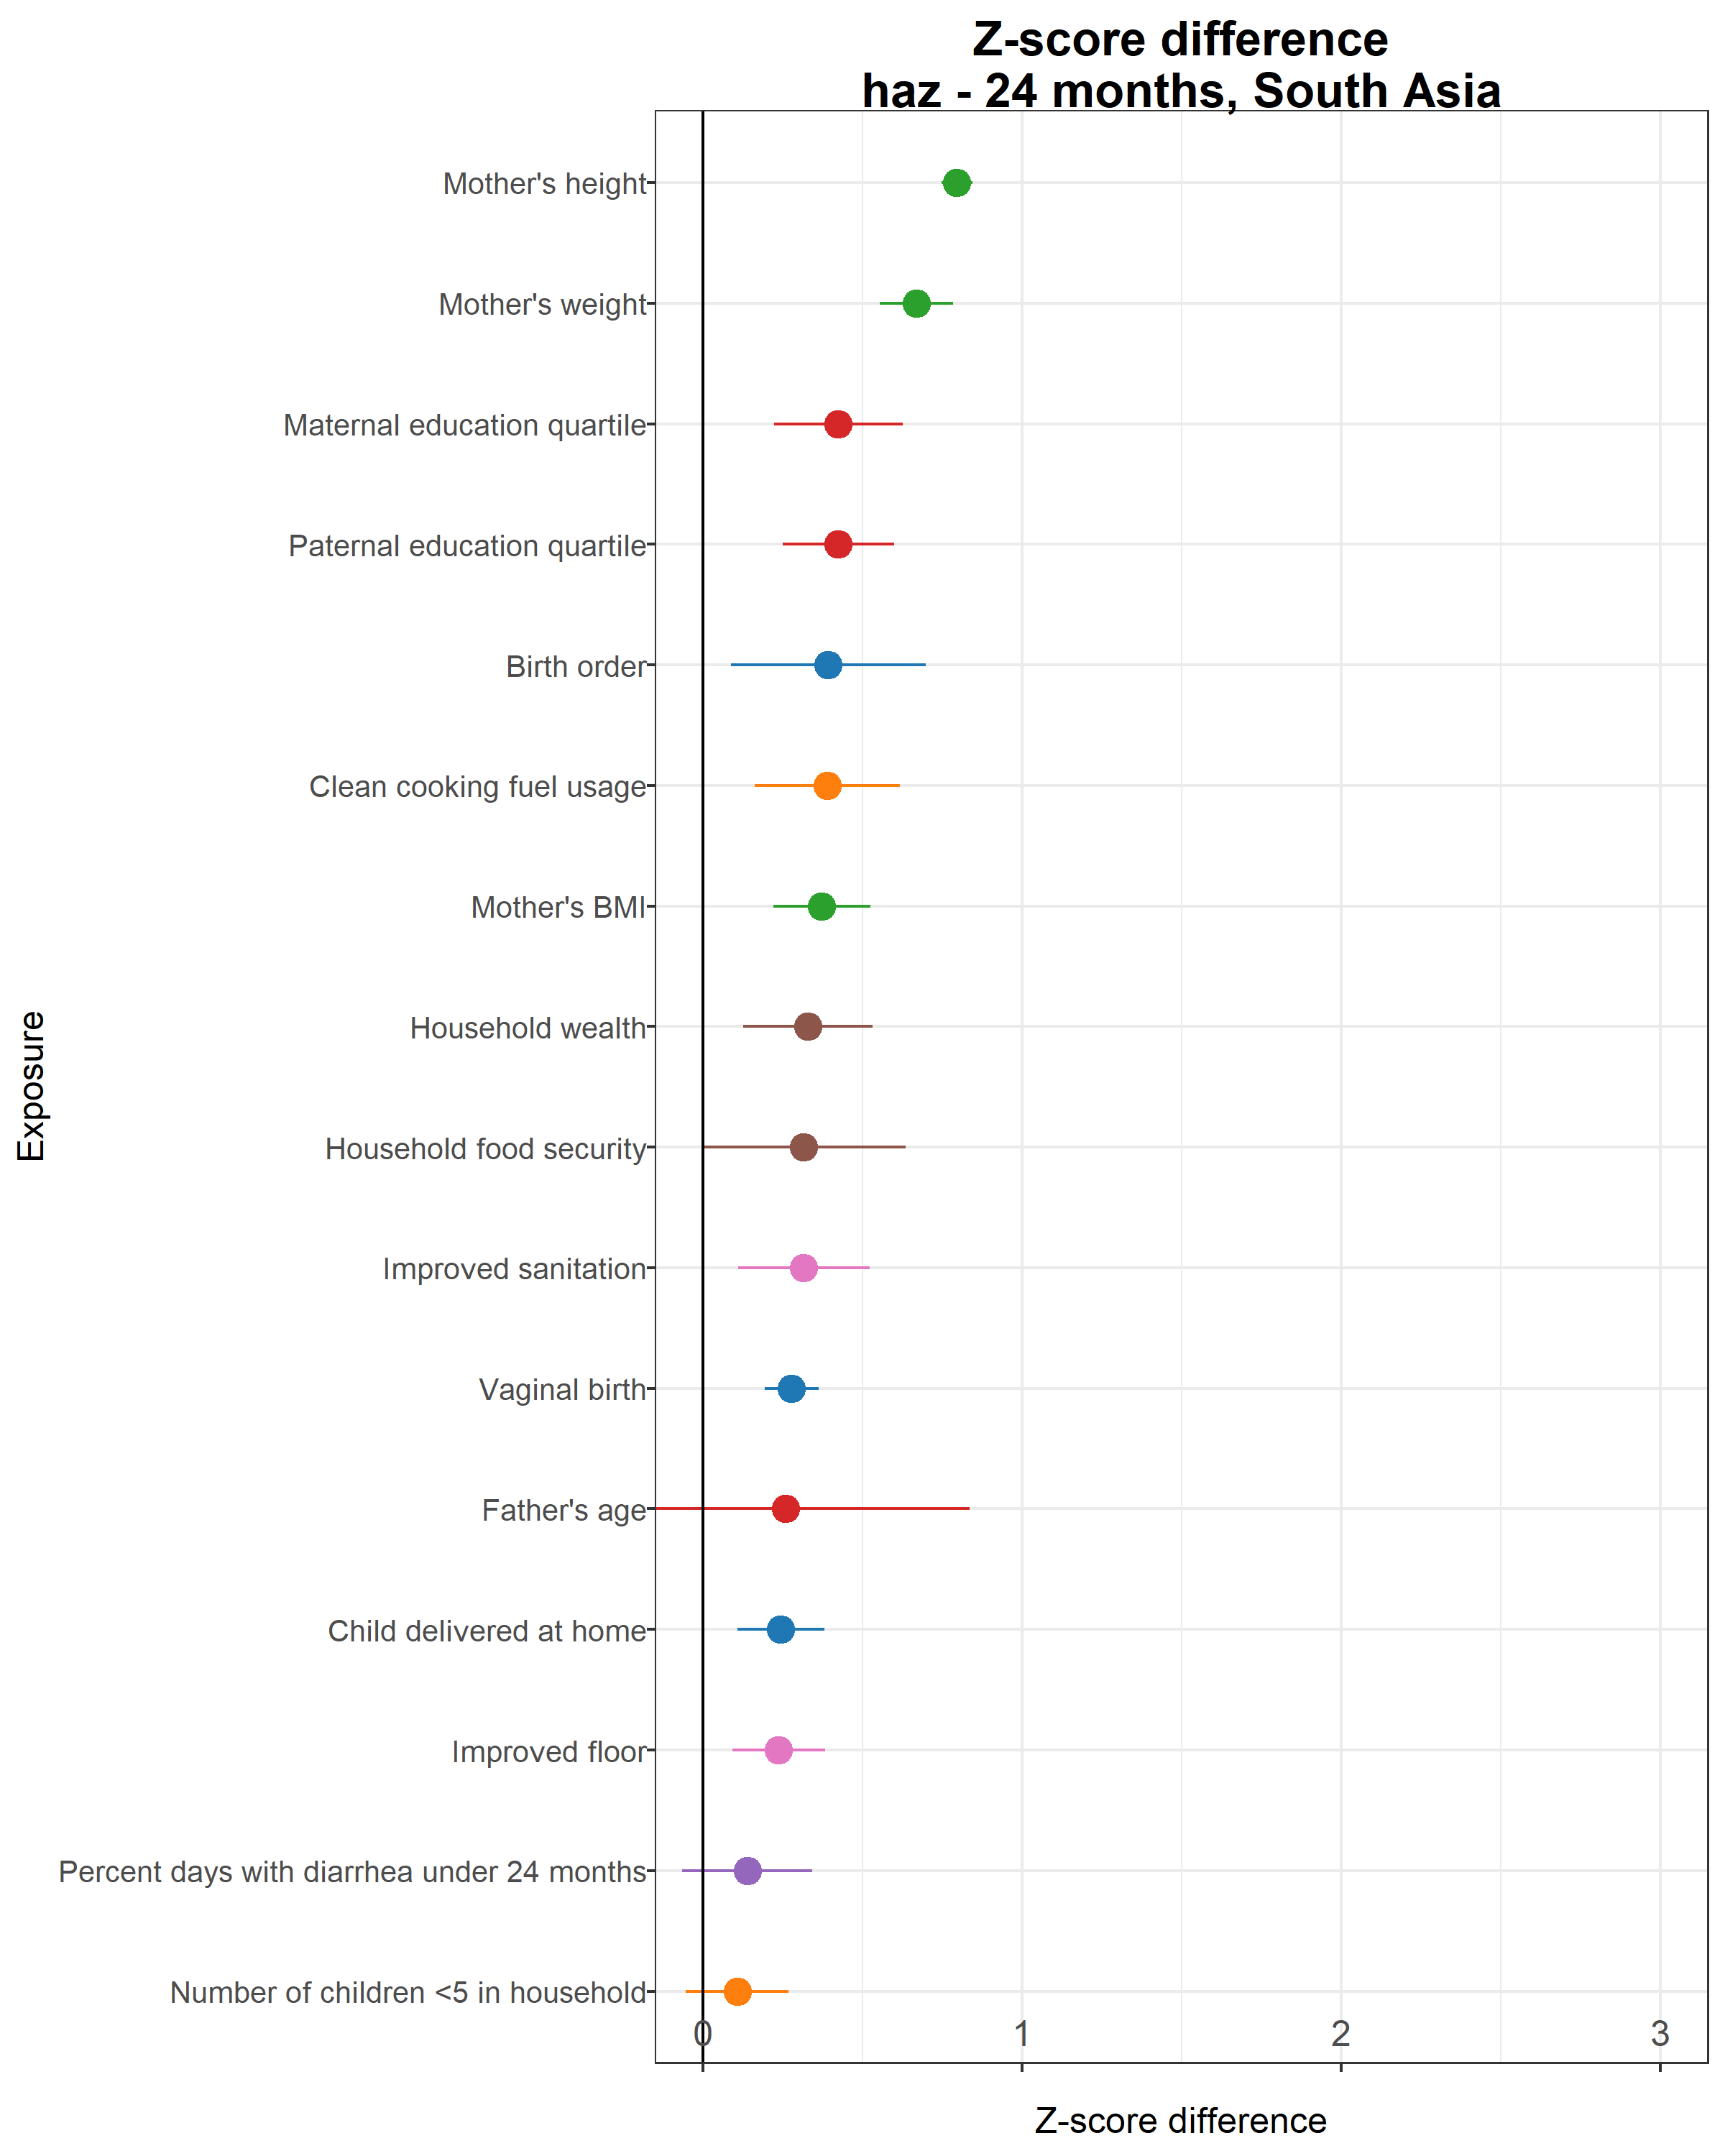 Z-score difference
haz - 24 months, South Asia
Mother's height
Mother's weight
Maternal education quartile
Paternal education quartile
Birth order
Clean cooking fuel usage
Mother's BMI
Household wealth
Household food security
Improved sanitation
Vaginal birth
Father's age
Child delivered at home
Improved floor
Percent days with diarrhea under 24 months
Number of children <5 in household
Exposure
0 1 2 3
Z-score difference